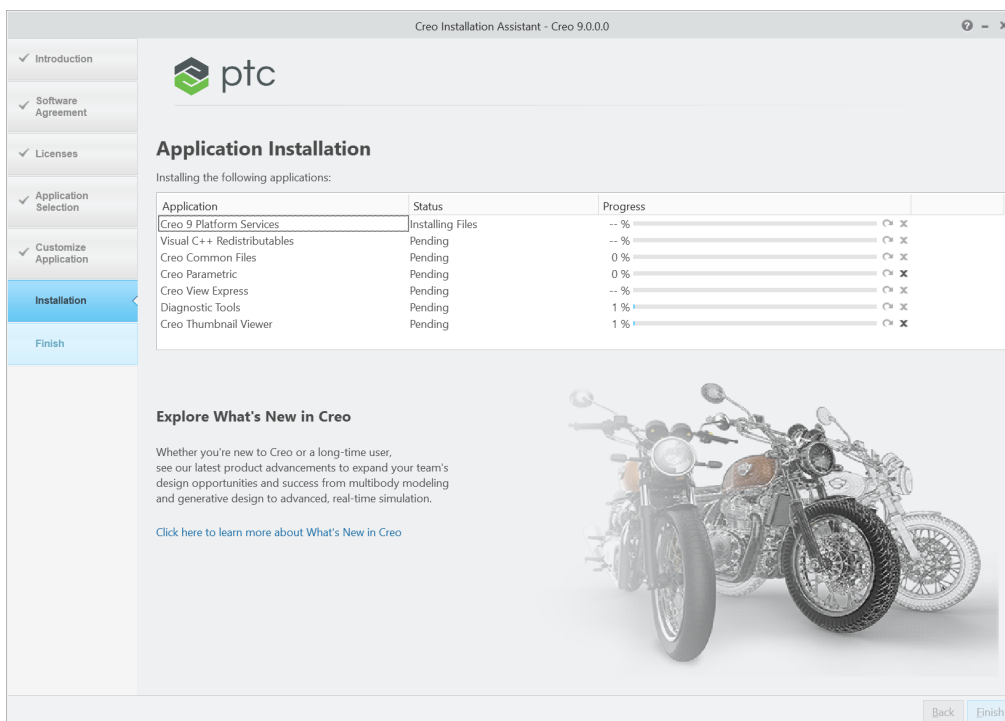 Creo Installation Assistant - Creo 9.0.0.0
Introduction
Software
Agreement
Licenses
Application
Selection
Customize
Application
Installation
Finish
ptc
Application Installation
Installing the following applications:
Application Status Progress
Creo 9 Platform Services Installing Files -- %
Visual C++ Redistributables Pending -- %
Creo Common Files Pending 0 %
Creo Parametric Pending 0 %
Creo View Express Pending -- %
Diagnostic Tools Pending 1 %
Creo Thumbnail Viewer Pending 1 %
Explore What's New in Creo
Whether you're new to Creo or a long-time user,
see our latest product advancements to expand your team's
design opportunities and success from multibody modeling
and generative design to advanced, real-time simulation.
Click here to learn more about What's New in Creo
Back Finish